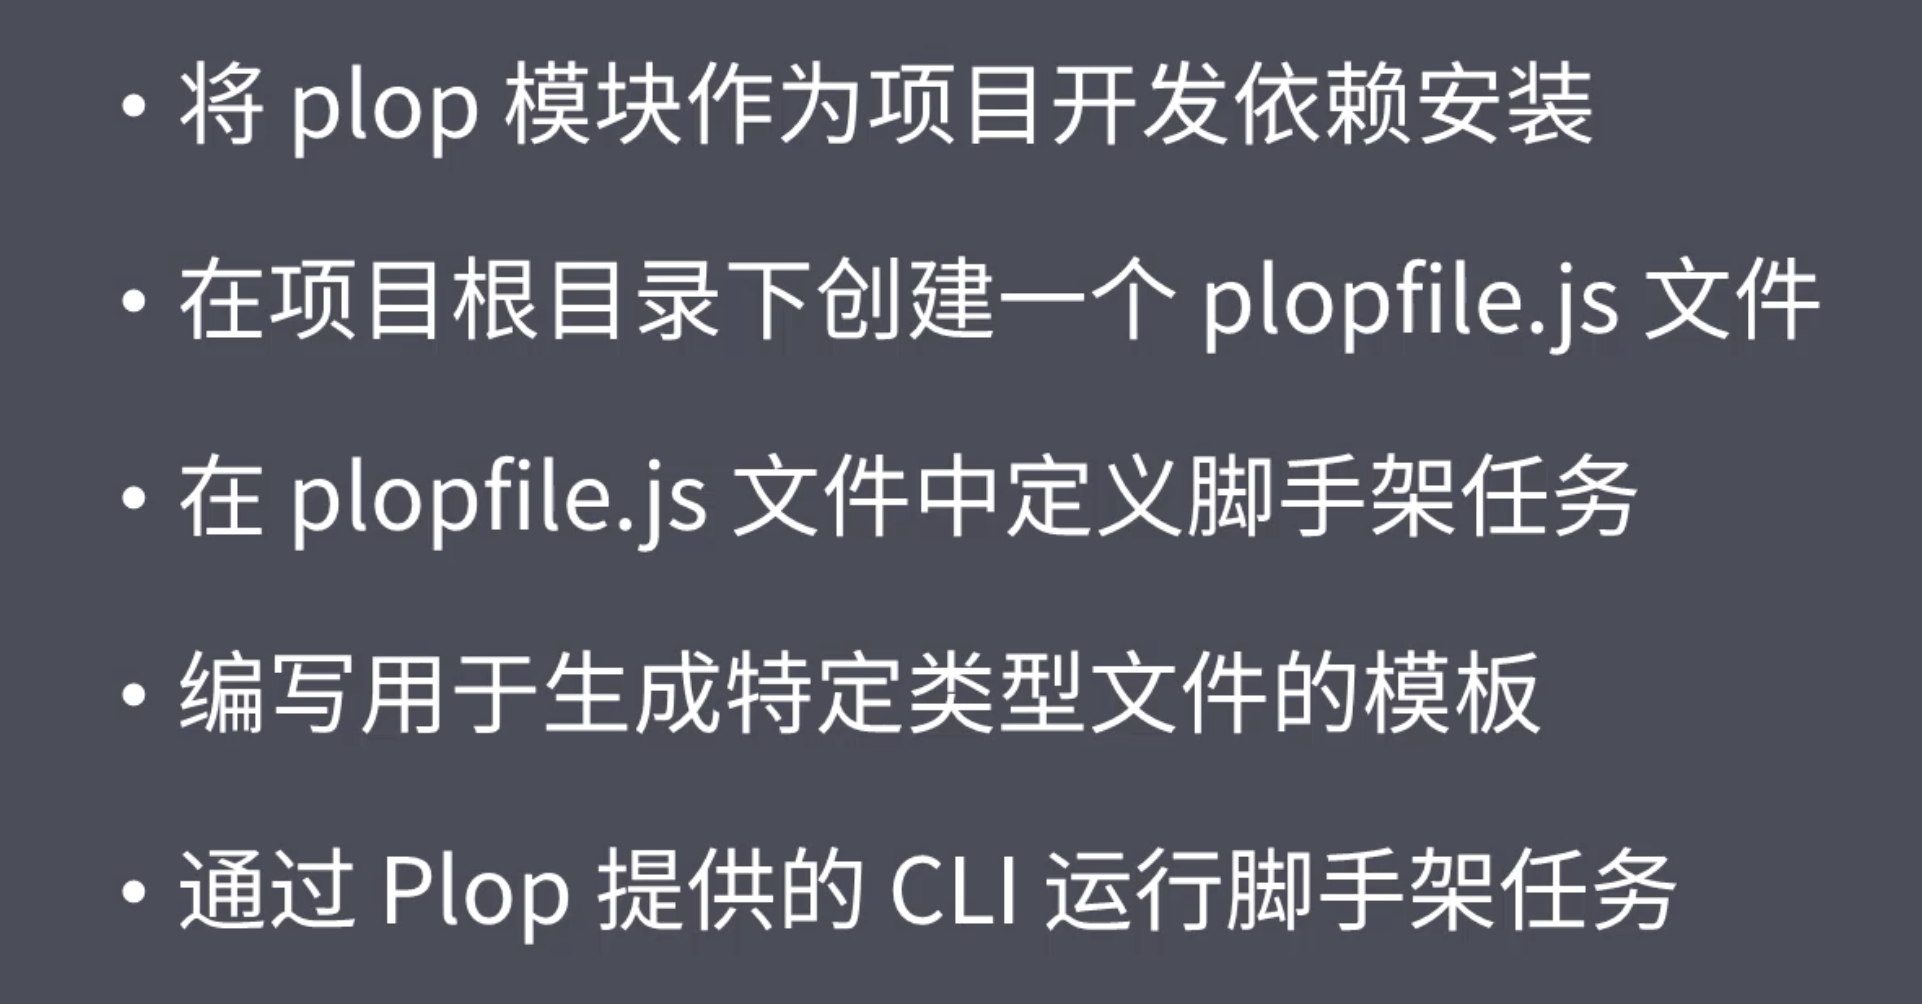 • 将 plop 模块作为项目开发依赖安装
• 在项目根目录下创建一个 plopfile.js 文件
• 在 plopfile.js 文件中定义脚手架任务
• 编写用于生成特定类型文件的模板
• 通过 Plop 提供的 CLI 运行脚手架任务